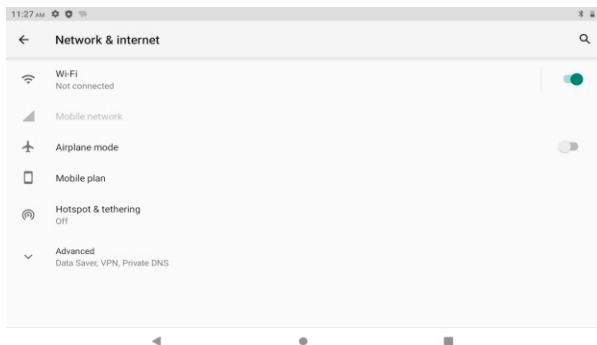 11:27 AM
Network & internet
Wi-Fi
Not connected
Mobile network
Airplane mode
Mobile plan
Hotspot & tethering
Off
Advanced
Data Saver, VPN, Private DNS